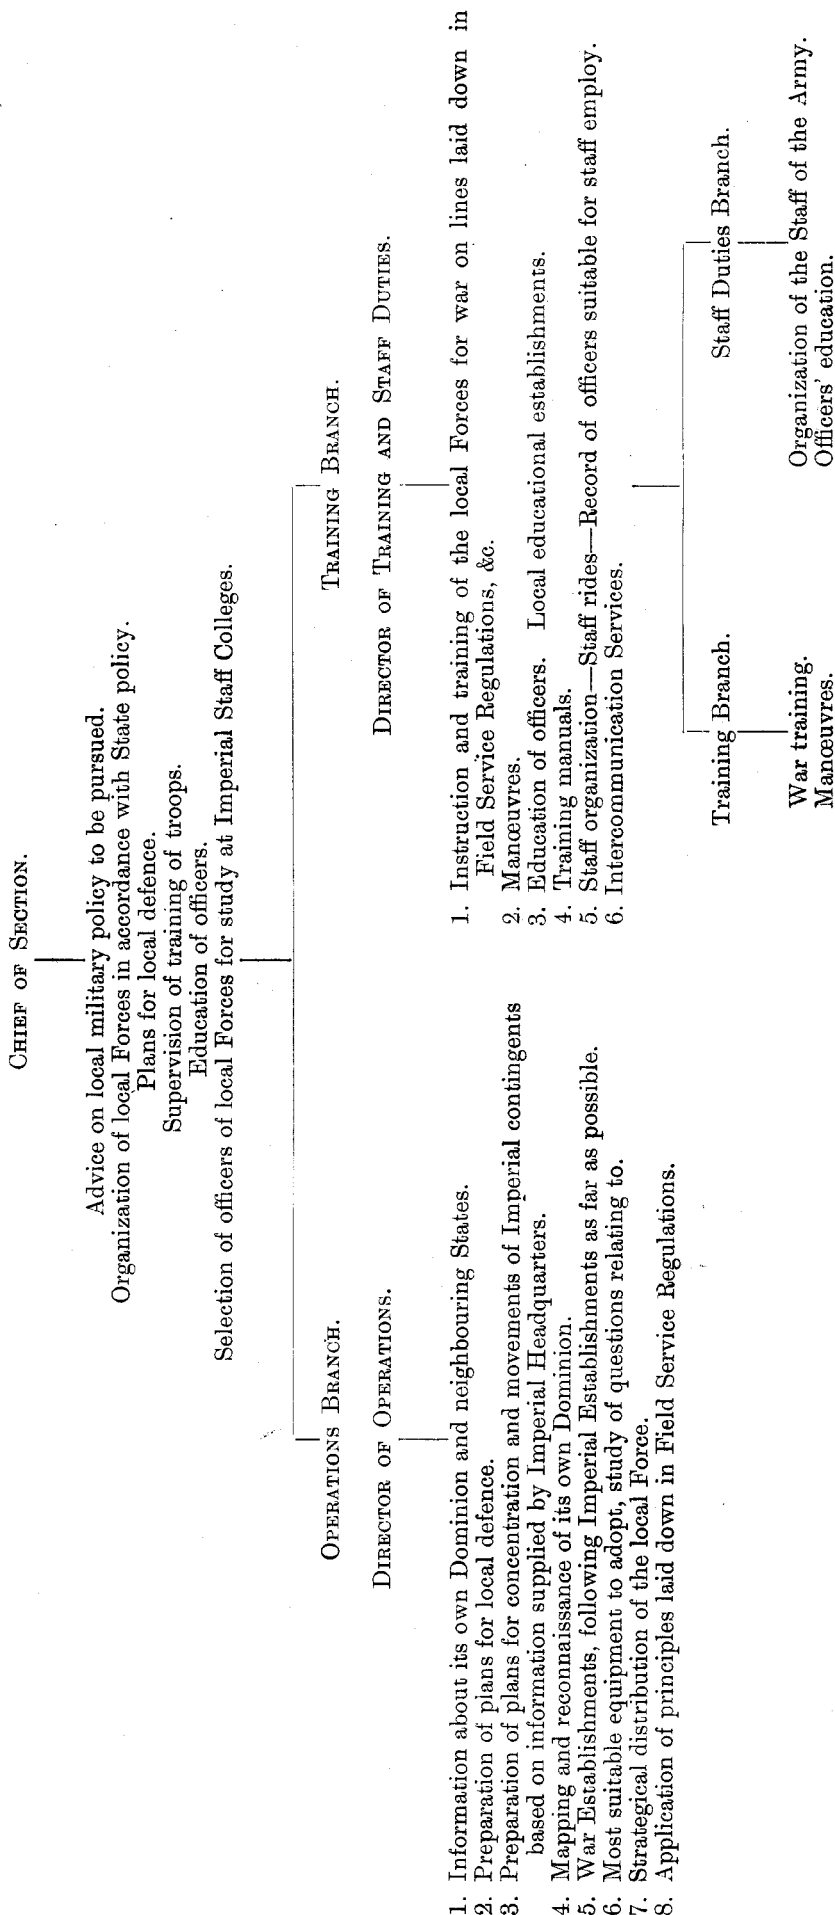 CHIEF OF SECTION.
Advice on local military policy to be pursued.
Organization of local Forces in accordance with State policy.
Plans for local defence.
Supervision of training of troops.
Education of officers.
Selection of officers of local Forces for study at Imperial Staff Colleges.
OPERATIONS BRANCH.
DIRECTOR OF OPERATIONS.
1. Information about its own Dominion and neighbouring States.
2. Preparation of plans for local defence.
3. Preparation of plans for concentration and movements of Imperial contingents
based on information supplied by Imperial Headquarters.
4. Mapping and reconnaissance of its own Dominion.
5. War Establishments, following Imperial Establishments as far as possible.
6. Most suitable equipment to adopt, study of questions relating to.
7. Strategical distribution of the local Force.
8. Application of principles laid down in Field Service Regulations.
TRAINING BRANCH.
DIRECTOR OF TRAINING AND STAFF DUTIES.
1. Instruction and training of the local Forces for war on lines laid down in
Field Service Regulations, &c.
2. Manœuvres.
3. Education of officers. Local educational establishments.
4. Training manuals.
5. Staff organization—Staff rides—Record of officers suitable for staff employ.
6. Intercommunication Services.
Training Branch.
War training.
Manœuvres.
Staff Duties Branch.
Organization of the Staff of the Army.
Officers' education.